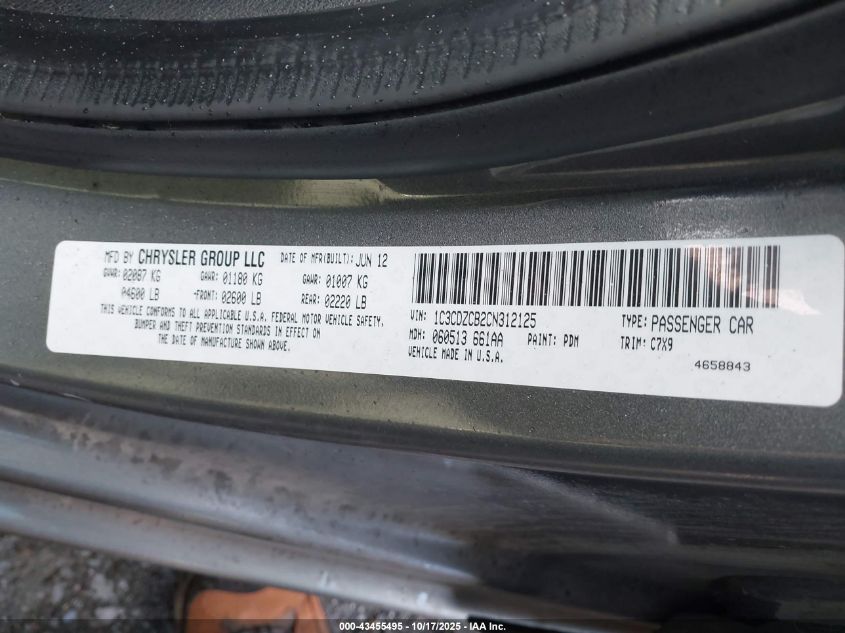 MFD BY CHRYSLER GROUP LLC DATE OF MFR(BUILT): JUN 12
GVWR: 02087 KG GAWR: 01180 KG GAWR: 01007 KG
04600 LB -FRONT: 02600 LB REAR: 02220 LB
THIS VEHICLE CONFORMS TO ALL APPLICABLE U.S.A. FEDERAL MOTOR VEHICLE SAFETY,
BUMPER AND THEFT PREVENTION STANDARDS IN EFFECT ON
THE DATE OF MANUFACTURE SHOWN ABOVE.
VIN: 1C3CDZCB2CN312125 TYPE: PASSENGER CAR
MDH: 060513 661AA PAINT: PDM TRIM: C7X9
VEHICLE MADE IN U.S.A.
4658843
000-43455495 - 10/17/2025 - IAA Inc.